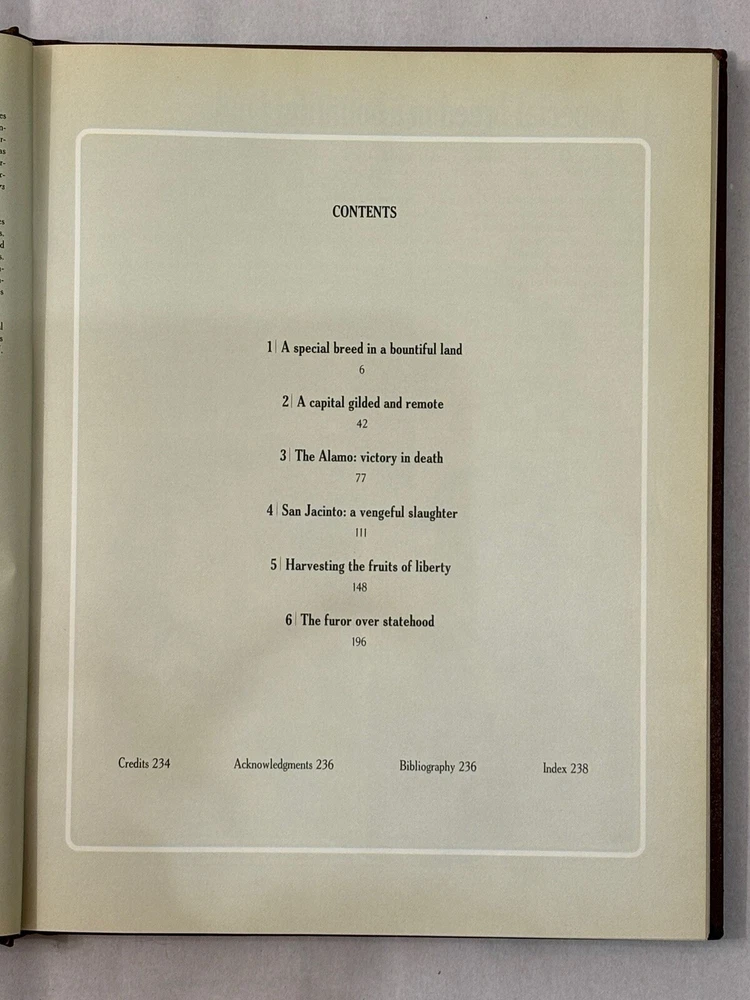 CONTENTS
1 | A special breed in a bountiful land
6
2 | A capital gilded and remote
42
3 | The Alamo: victory in death
77
4 | San Jacinto: a vengeful slaughter
111
5 | Harvesting the fruits of liberty
148
6 | The furor over statehood
196
Credits 234 Acknowledgments 236 Bibliography 236 Index 238